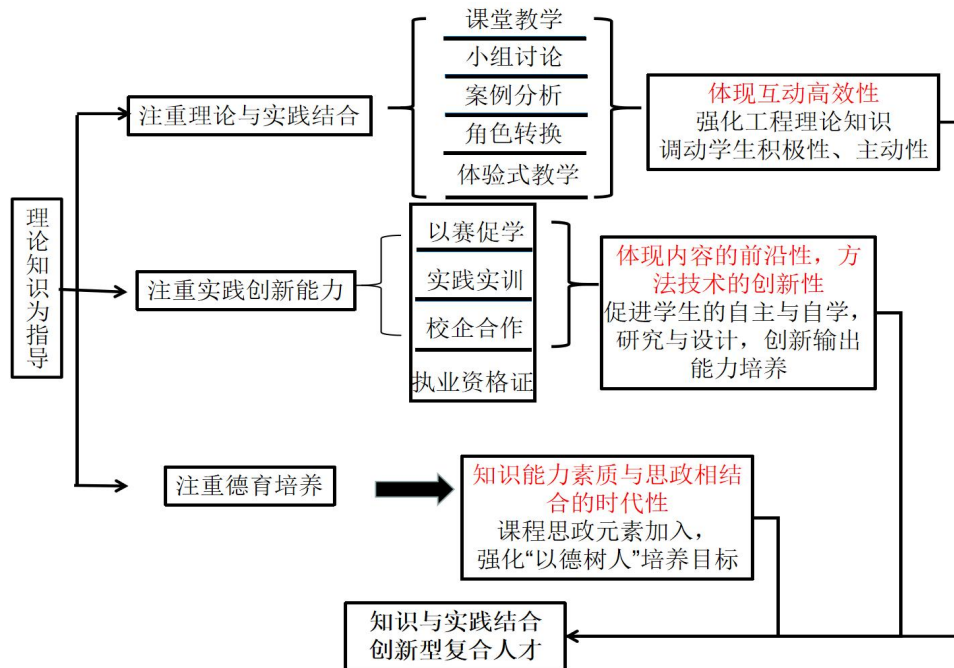 理论知识为指导
注重理论与实践结合
课堂教学
小组讨论
案例分析
角色转换
体验式教学
体现互动高效性
强化工程理论知识
调动学生积极性、主动性
注重实践创新能力
以赛促学
实践实训
校企合作
执业资格证
体现内容的前沿性，方
法技术的创新性
促进学生的自主与自学，
研究与设计，创新输出
能力培养
注重德育培养
知识能力素质与思政相结
合的时代性
课程思政元素加入，
强化“以德树人”培养目标
知识与实践结合
创新型复合人才